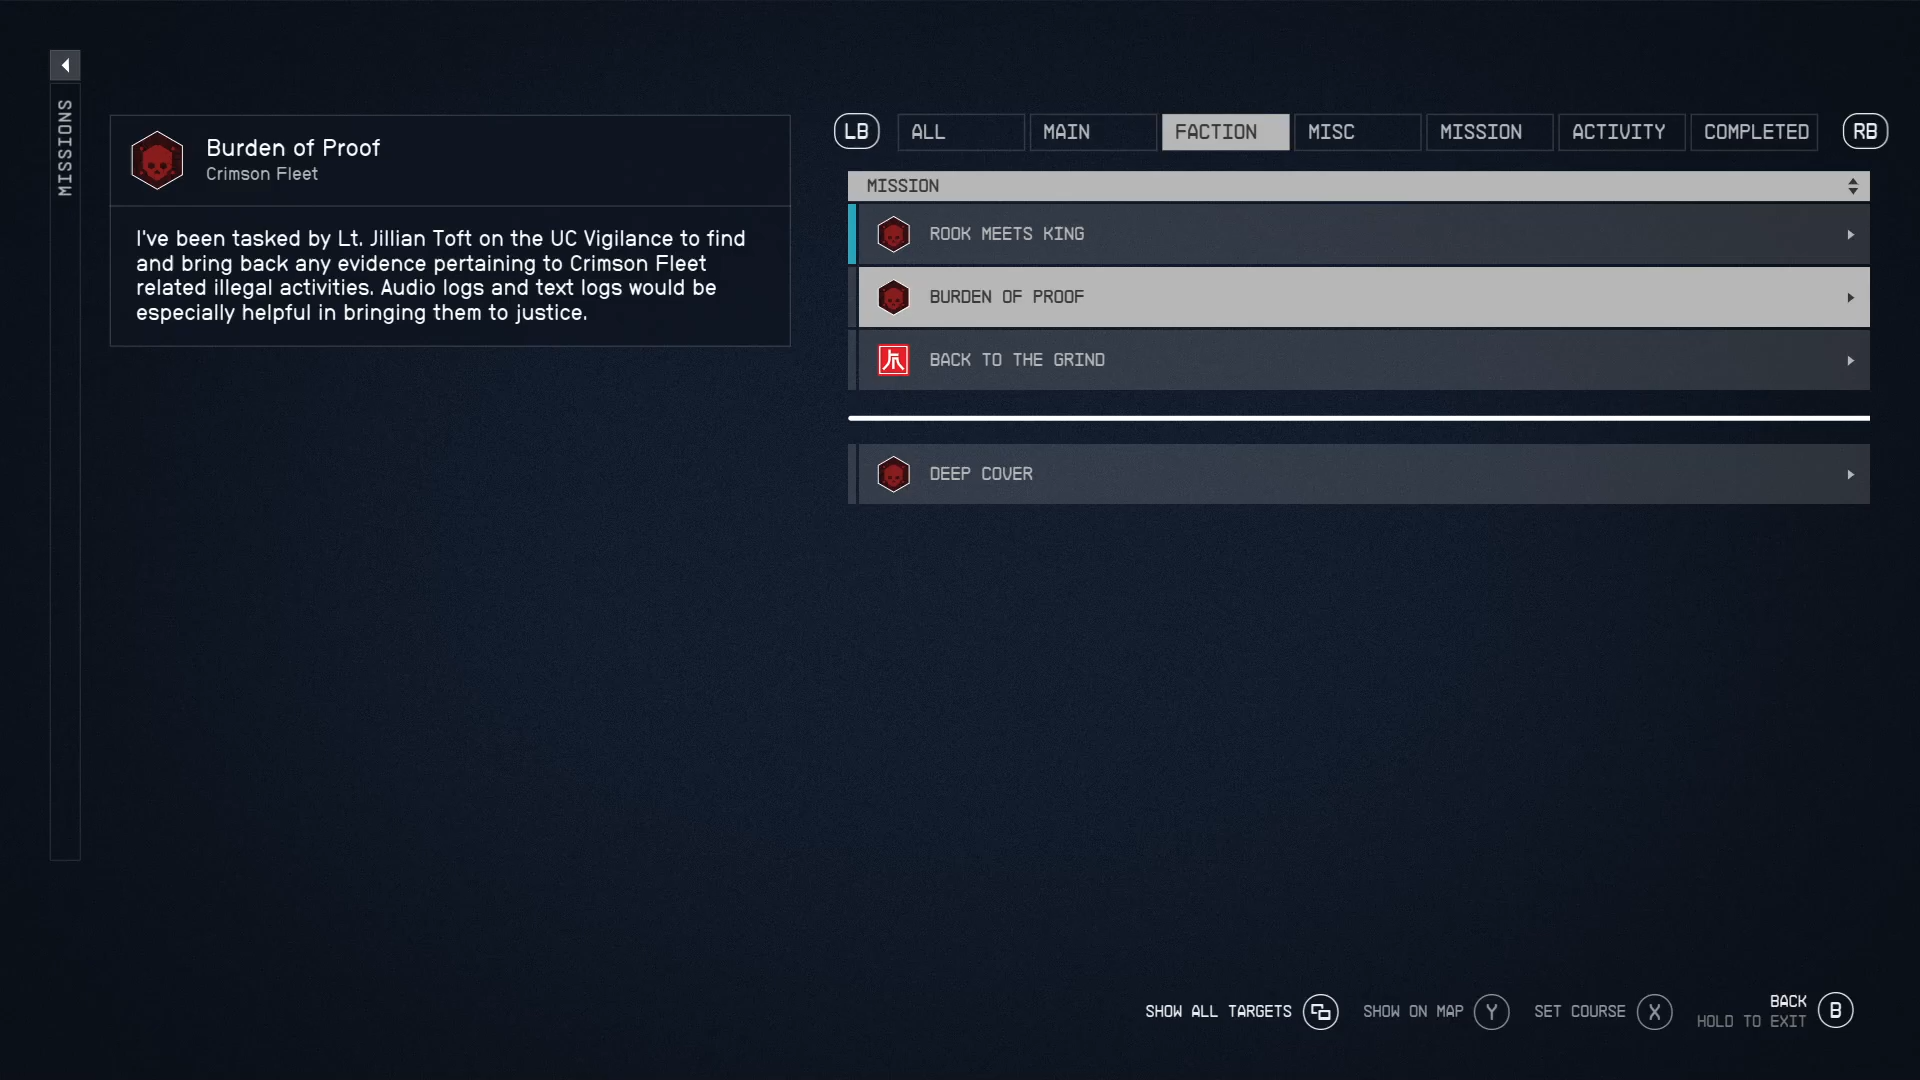 MISSIONS
Burden of Proof
Crimson Fleet
I've been tasked by Lt. Jillian Toft on the UC Vigilance to find
and bring back any evidence pertaining to Crimson Fleet
related illegal activities. Audio logs and text logs would be
especially helpful in bringing them to justice.
LB ALL MAIN FACTION MISC MISSION ACTIVITY COMPLETED RB
MISSION
ROOK MEETS KING
BURDEN OF PROOF
BACK TO THE GRIND
DEEP COVER
SHOW ALL TARGETS SHOW ON MAP Y SET COURSE X BACK B
HOLD TO EXIT